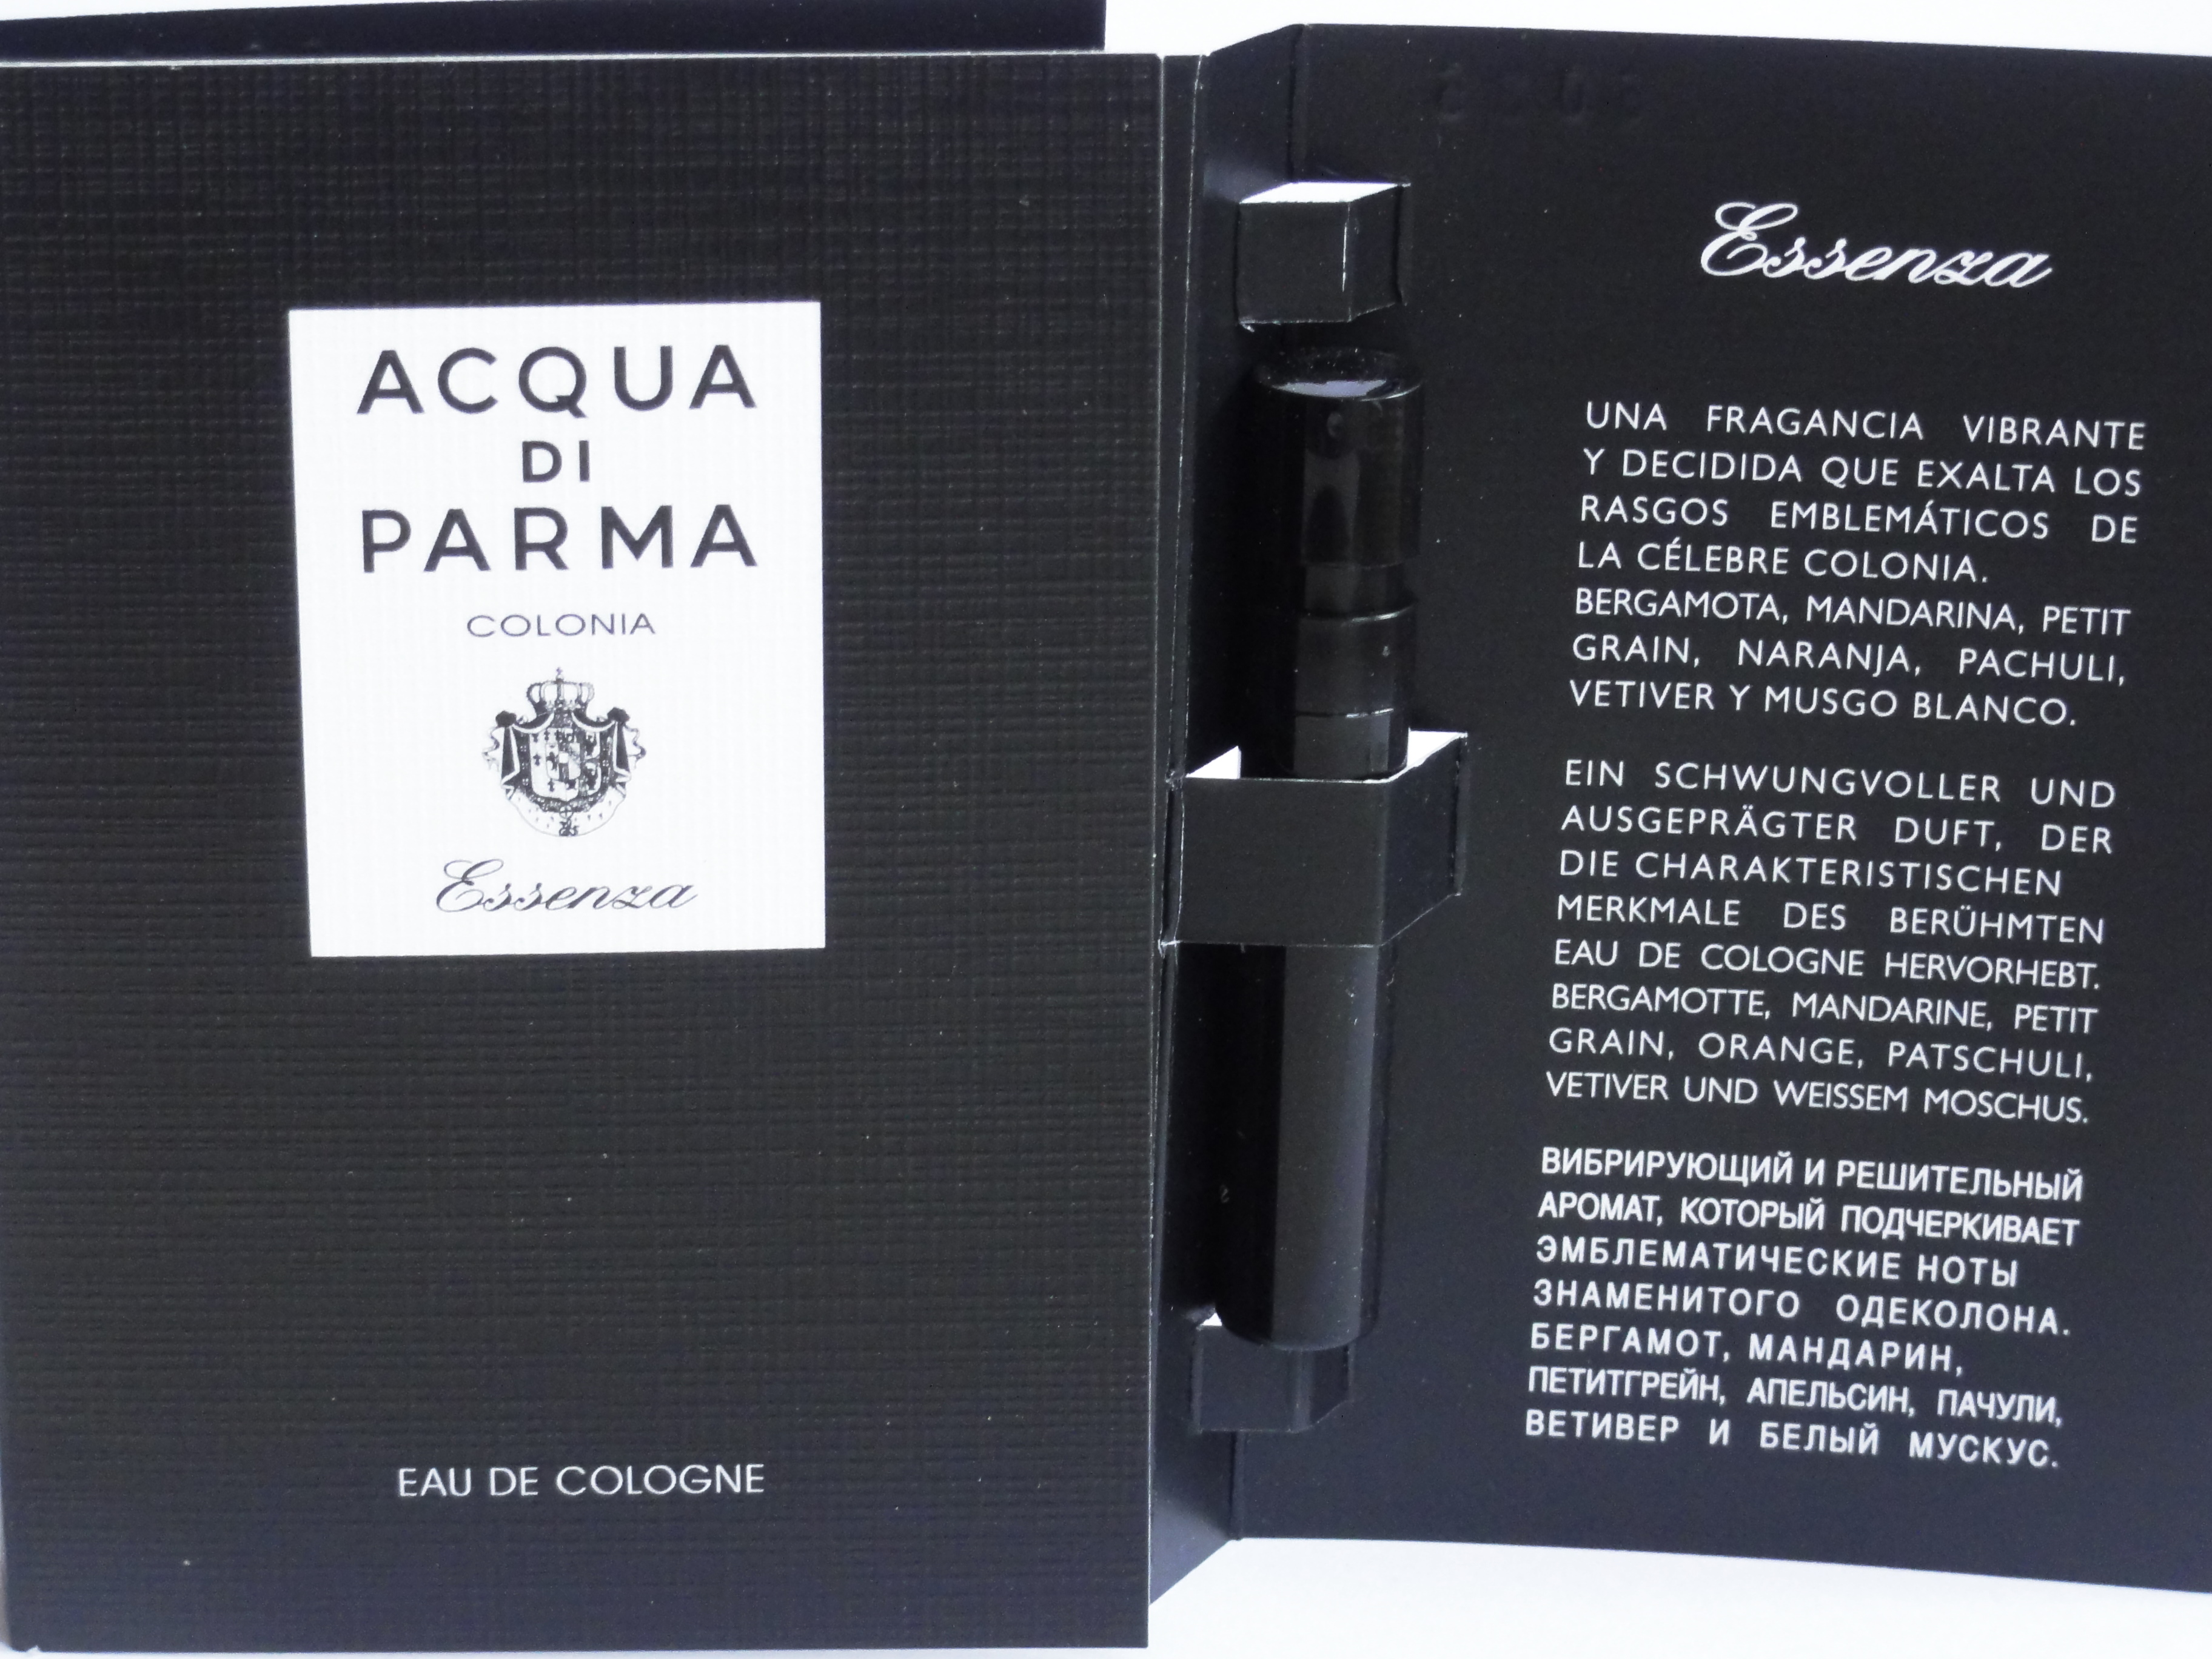 ACQUA
DI
PARMA
COLONIA
Essenza
EAU DE COLOGNE
Essenza
UNA FRAGANCIA VIBRANTE
Y DECIDIDA QUE EXALTA LOS
RASGOS EMBLEMÁTICOS DE
LA CÉLEBRE COLONIA.
BERGAMOTA, MANDARINA, PETIT
GRAIN, NARANJA, PACHULI,
VETIVER Y MUSGO BLANCO.
EIN SCHWUNGVOLLER UND
AUSGEPRÄGTER DUFT, DER
DIE CHARAKTERISTISCHEN
MERKMALE DES BERÜHMTEN
EAU DE COLOGNE HERVORHEBT.
BERGAMOTTE, MANDARINE, PETIT
GRAIN, ORANGE, PATSCHULI,
VETIVER UND WEISSEM MOSCHUS.
ВИБРИРУЮЩИЙ И РЕШИТЕЛЬНЫЙ
АРОМАТ, КОТОРЫЙ ПОДЧЕРКИВАЕТ
ЭМБЛЕМАТИЧЕСКИЕ НОТЫ
ЗНАМЕНИТОГО ОДЕКОЛОНА.
БЕРГАМОТ, МАНДАРИН,
ПЕТИТГРЕЙН, АПЕЛЬСИН, ПАЧУЛИ,
ВЕТИВЕР И БЕЛЫЙ МУСКУС.